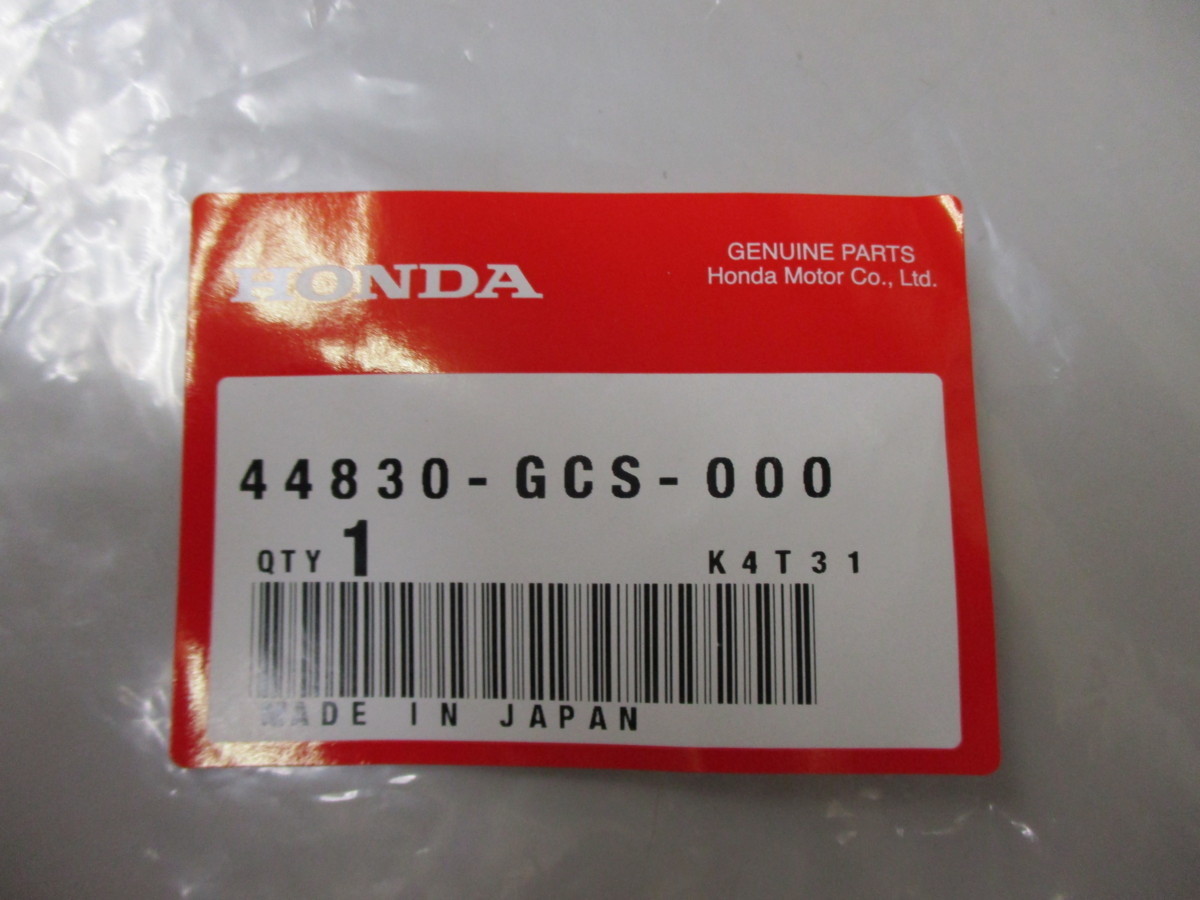 HONDA
GENUINE PARTS
Honda Motor Co., Ltd.
44830-GCS-000
QTY 1 K4T31
MADE IN JAPAN